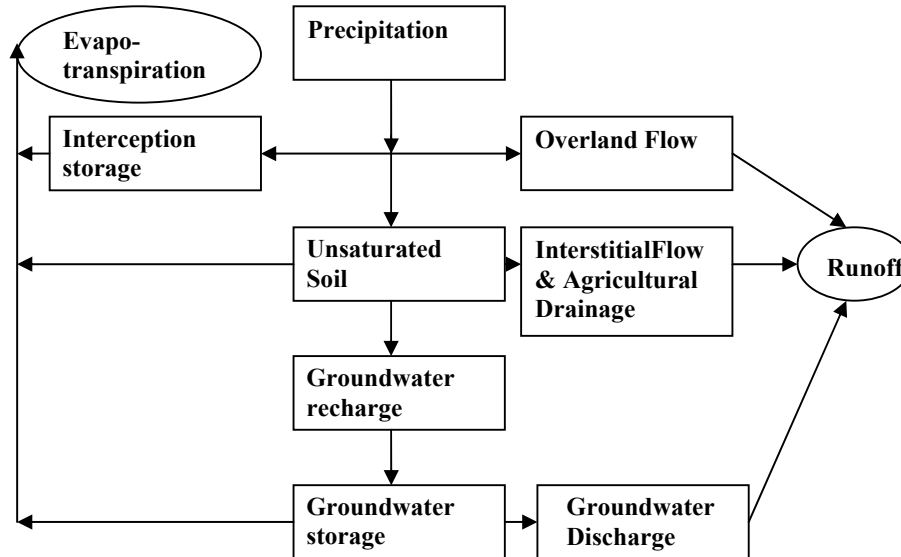 Evapo-
transpiration
Precipitation
Interception
storage
Overland Flow
Unsaturated
Soil
InterstitialFlow
& Agricultural
Drainage
Runoff
Groundwater
recharge
Groundwater
storage
Groundwater
Discharge